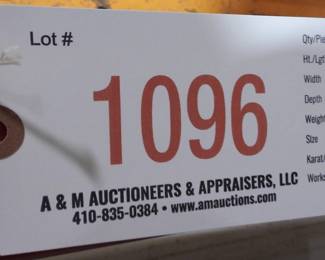 Lot #
1096
A & M AUCTIONEERS & APPRAISERS, LLC
410-835-0384 • www.amauctions.com
Qty/Pie
Ht./Lgt
Width
Depth
Weight
Size
Karat/
Works